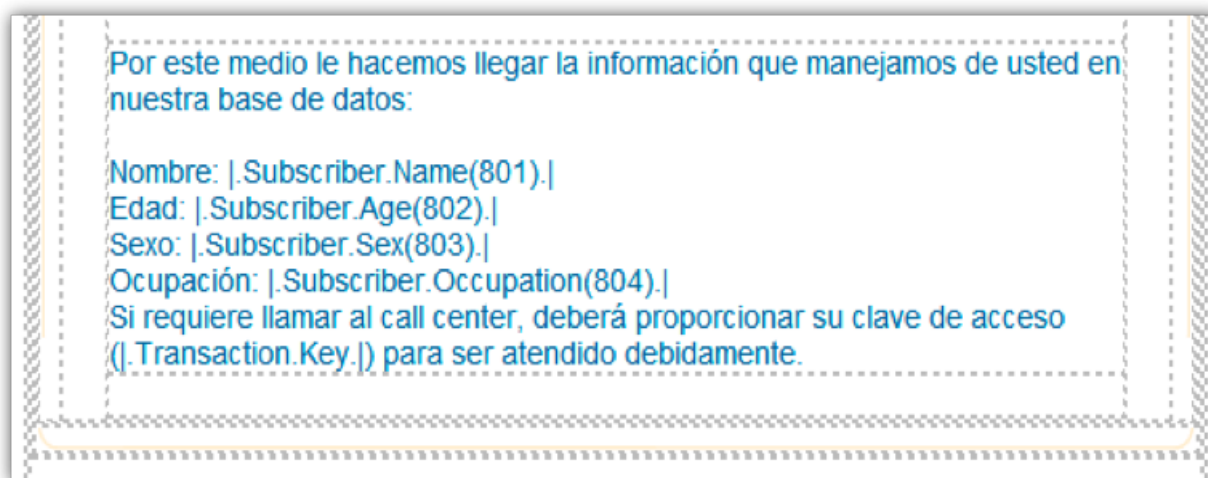 Por este medio le hacemos llegar la información que manejamos de usted en
nuestra base de datos:
Nombre: |.Subscriber.Name(801).|
Edad: |.Subscriber.Age(802).|
Sexo: |.Subscriber.Sex(803).|
Ocupación: |.Subscriber.Occupation(804).|
Si requiere llamar al call center, deberá proporcionar su clave de acceso
(|.Transaction.Key.|) para ser atendido debidamente.